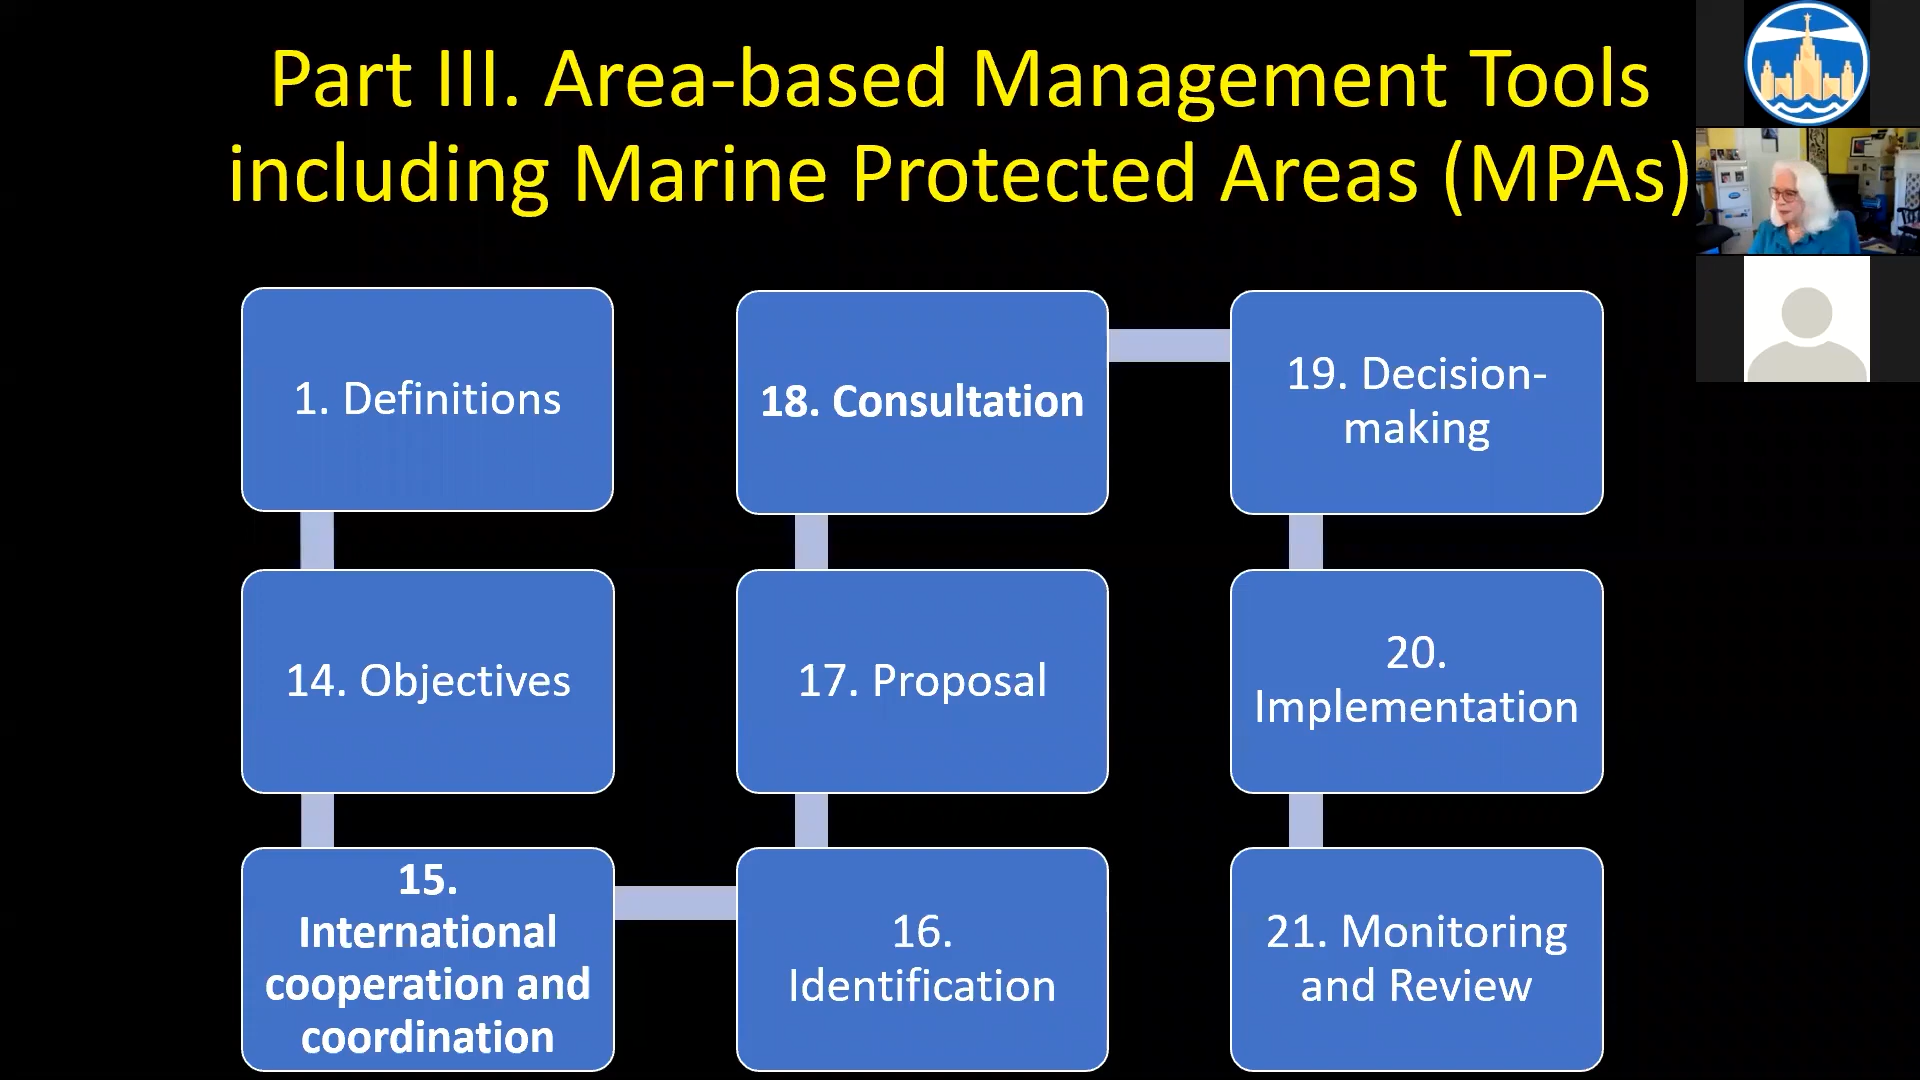 Part III. Area-based Management Tools
including Marine Protected Areas (MPAs)
1. Definitions
14. Objectives
15.
International
cooperation and
coordination
16.
Identification
17. Proposal
18. Consultation
19. Decision-
making
20.
Implementation
21. Monitoring
and Review